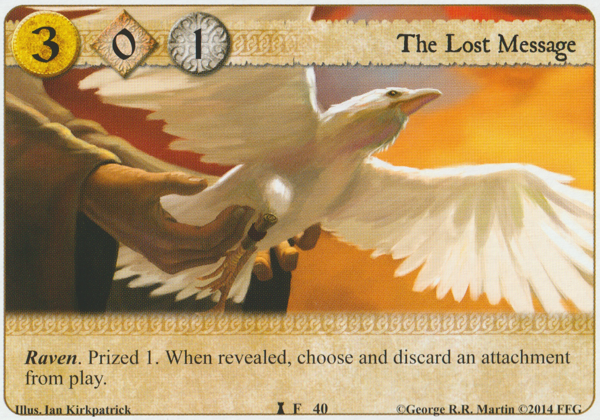 3 0 1 The Lost Message
Raven. Prized 1. When revealed, choose and discard an attachment
from play.
Illus. Ian Kirkpatrick F 40 ©George R.R. Martin ©2014 FFG